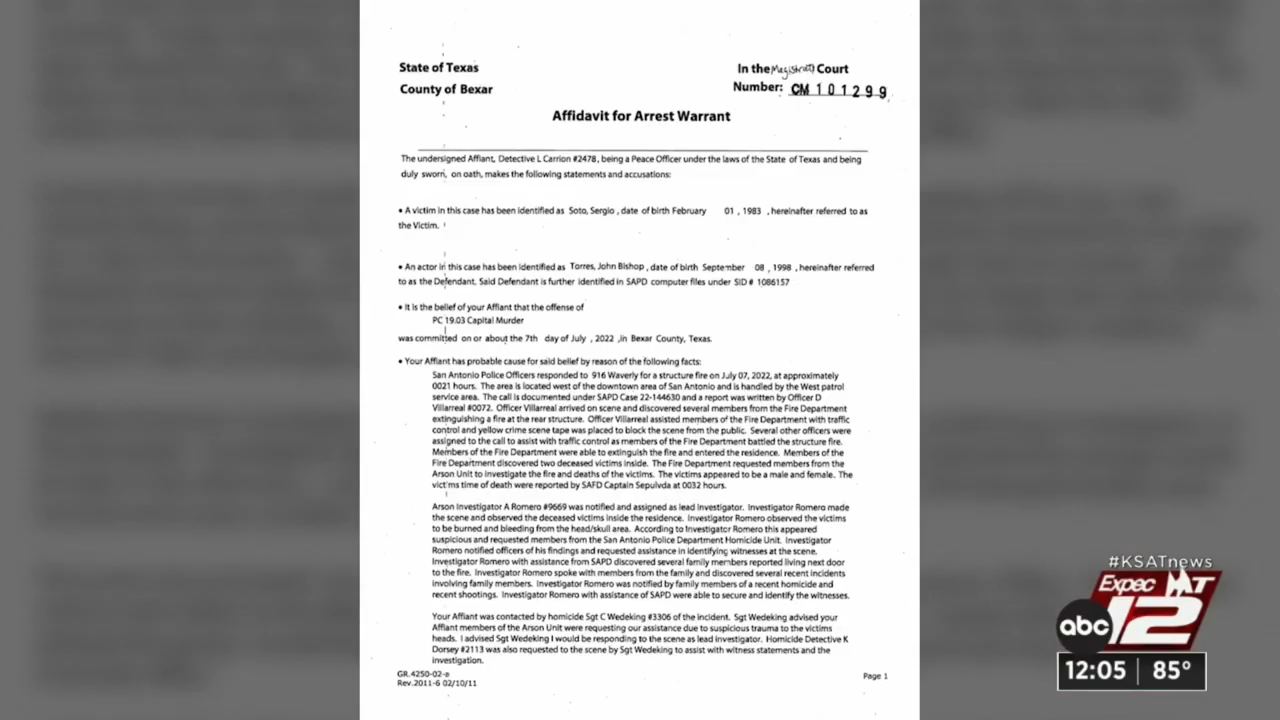 State of Texas
County of Bexar
In the Magistrate Court
Number: CM 101299
Affidavit for Arrest Warrant
The undersigned Affiant, Detective L Carrion #2478, being a Peace Officer under the laws of the State of Texas and being
duly sworn, on oath, makes the following statements and accusations:
• A victim in this case has been identified as Soto, Sergio , date of birth February 01 , 1983 , hereinafter referred to as
the Victim.
• An actor in this case has been identified as Torres, John Bishop , date of birth September 08 , 1998 , hereinafter referred
to as the Defendant. Said Defendant is further identified in SAPD computer files under SID # 1086157
• It is the belief of your Affiant that the offense of
PC 19.03 Capital Murder
was committed on or about the 7th day of July , 2022 ,in Bexar County, Texas.
• Your Affiant has probable cause for said belief by reason of the following facts:
San Antonio Police Officers responded to 916 Waverly for a structure fire on July 07, 2022, at approximately
0021 hours. The area is located west of the downtown area of San Antonio and is handled by the West patrol
service area. The call is documented under SAPD Case 22-144630 and a report was written by Officer D
Villarreal #0072. Officer Villarreal arrived on scene and discovered several members from the Fire Department
extinguishing a fire at the rear structure. Officer Villarreal assisted members of the Fire Department with traffic
control and yellow crime scene tape was placed to block the scene from the public. Several other officers were
assigned to the call to assist with traffic control as members of the Fire Department battled the structure fire.
Members of the Fire Department were able to extinguish the fire and entered the residence. Members of the
Fire Department discovered two deceased victims inside. The Fire Department requested members from the
Arson Unit to investigate the fire and deaths of the victims. The victims appeared to be a male and female. The
victims time of death were reported by SAFD Captain Sepulvda at 0032 hours.
Arson Investigator A Romero #9669 was notified and assigned as lead investigator. Investigator Romero made
the scene and observed the deceased victims inside the residence. Investigator Romero observed the victims
to be burned and bleeding from the head/skull area. According to Investigator Romero this appeared
suspicious and requested members from the San Antonio Police Department Homicide Unit. Investigator
Romero notified officers of his findings and requested assistance in identifying witnesses at the scene.
Investigator Romero with assistance from SAPD discovered several family members reported living next door
to the fire. Investigator Romero spoke with members from the family and discovered several recent incidents
involving family members. Investigator Romero was notified by family members of a recent homicide and
recent shootings. Investigator Romero with assistance of SAPD were able to secure and identify the witnesses.
Your Affiant was contacted by homicide Sgt C Wedeking #3306 of the incident. Sgt Wedeking advised your
Affiant members of the Arson Unit were requesting our assistance due to suspicious trauma to the victims
heads. I advised Sgt Wedeking I would be responding to the scene as lead investigator. Homicide Detective K
Dorsey #2113 was also requested to the scene by Sgt Wedeking to assist with witness statements and the
investigation.
GR.4250-02-a
Rev.2011-6 02/10/11
Page 1
#KSATnews
abc
12
12:05 85°